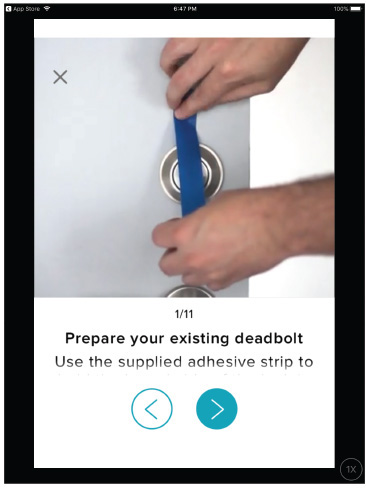 App Store 6:47 PM 100%
1/11
Prepare your existing deadbolt
Use the supplied adhesive strip to
1X